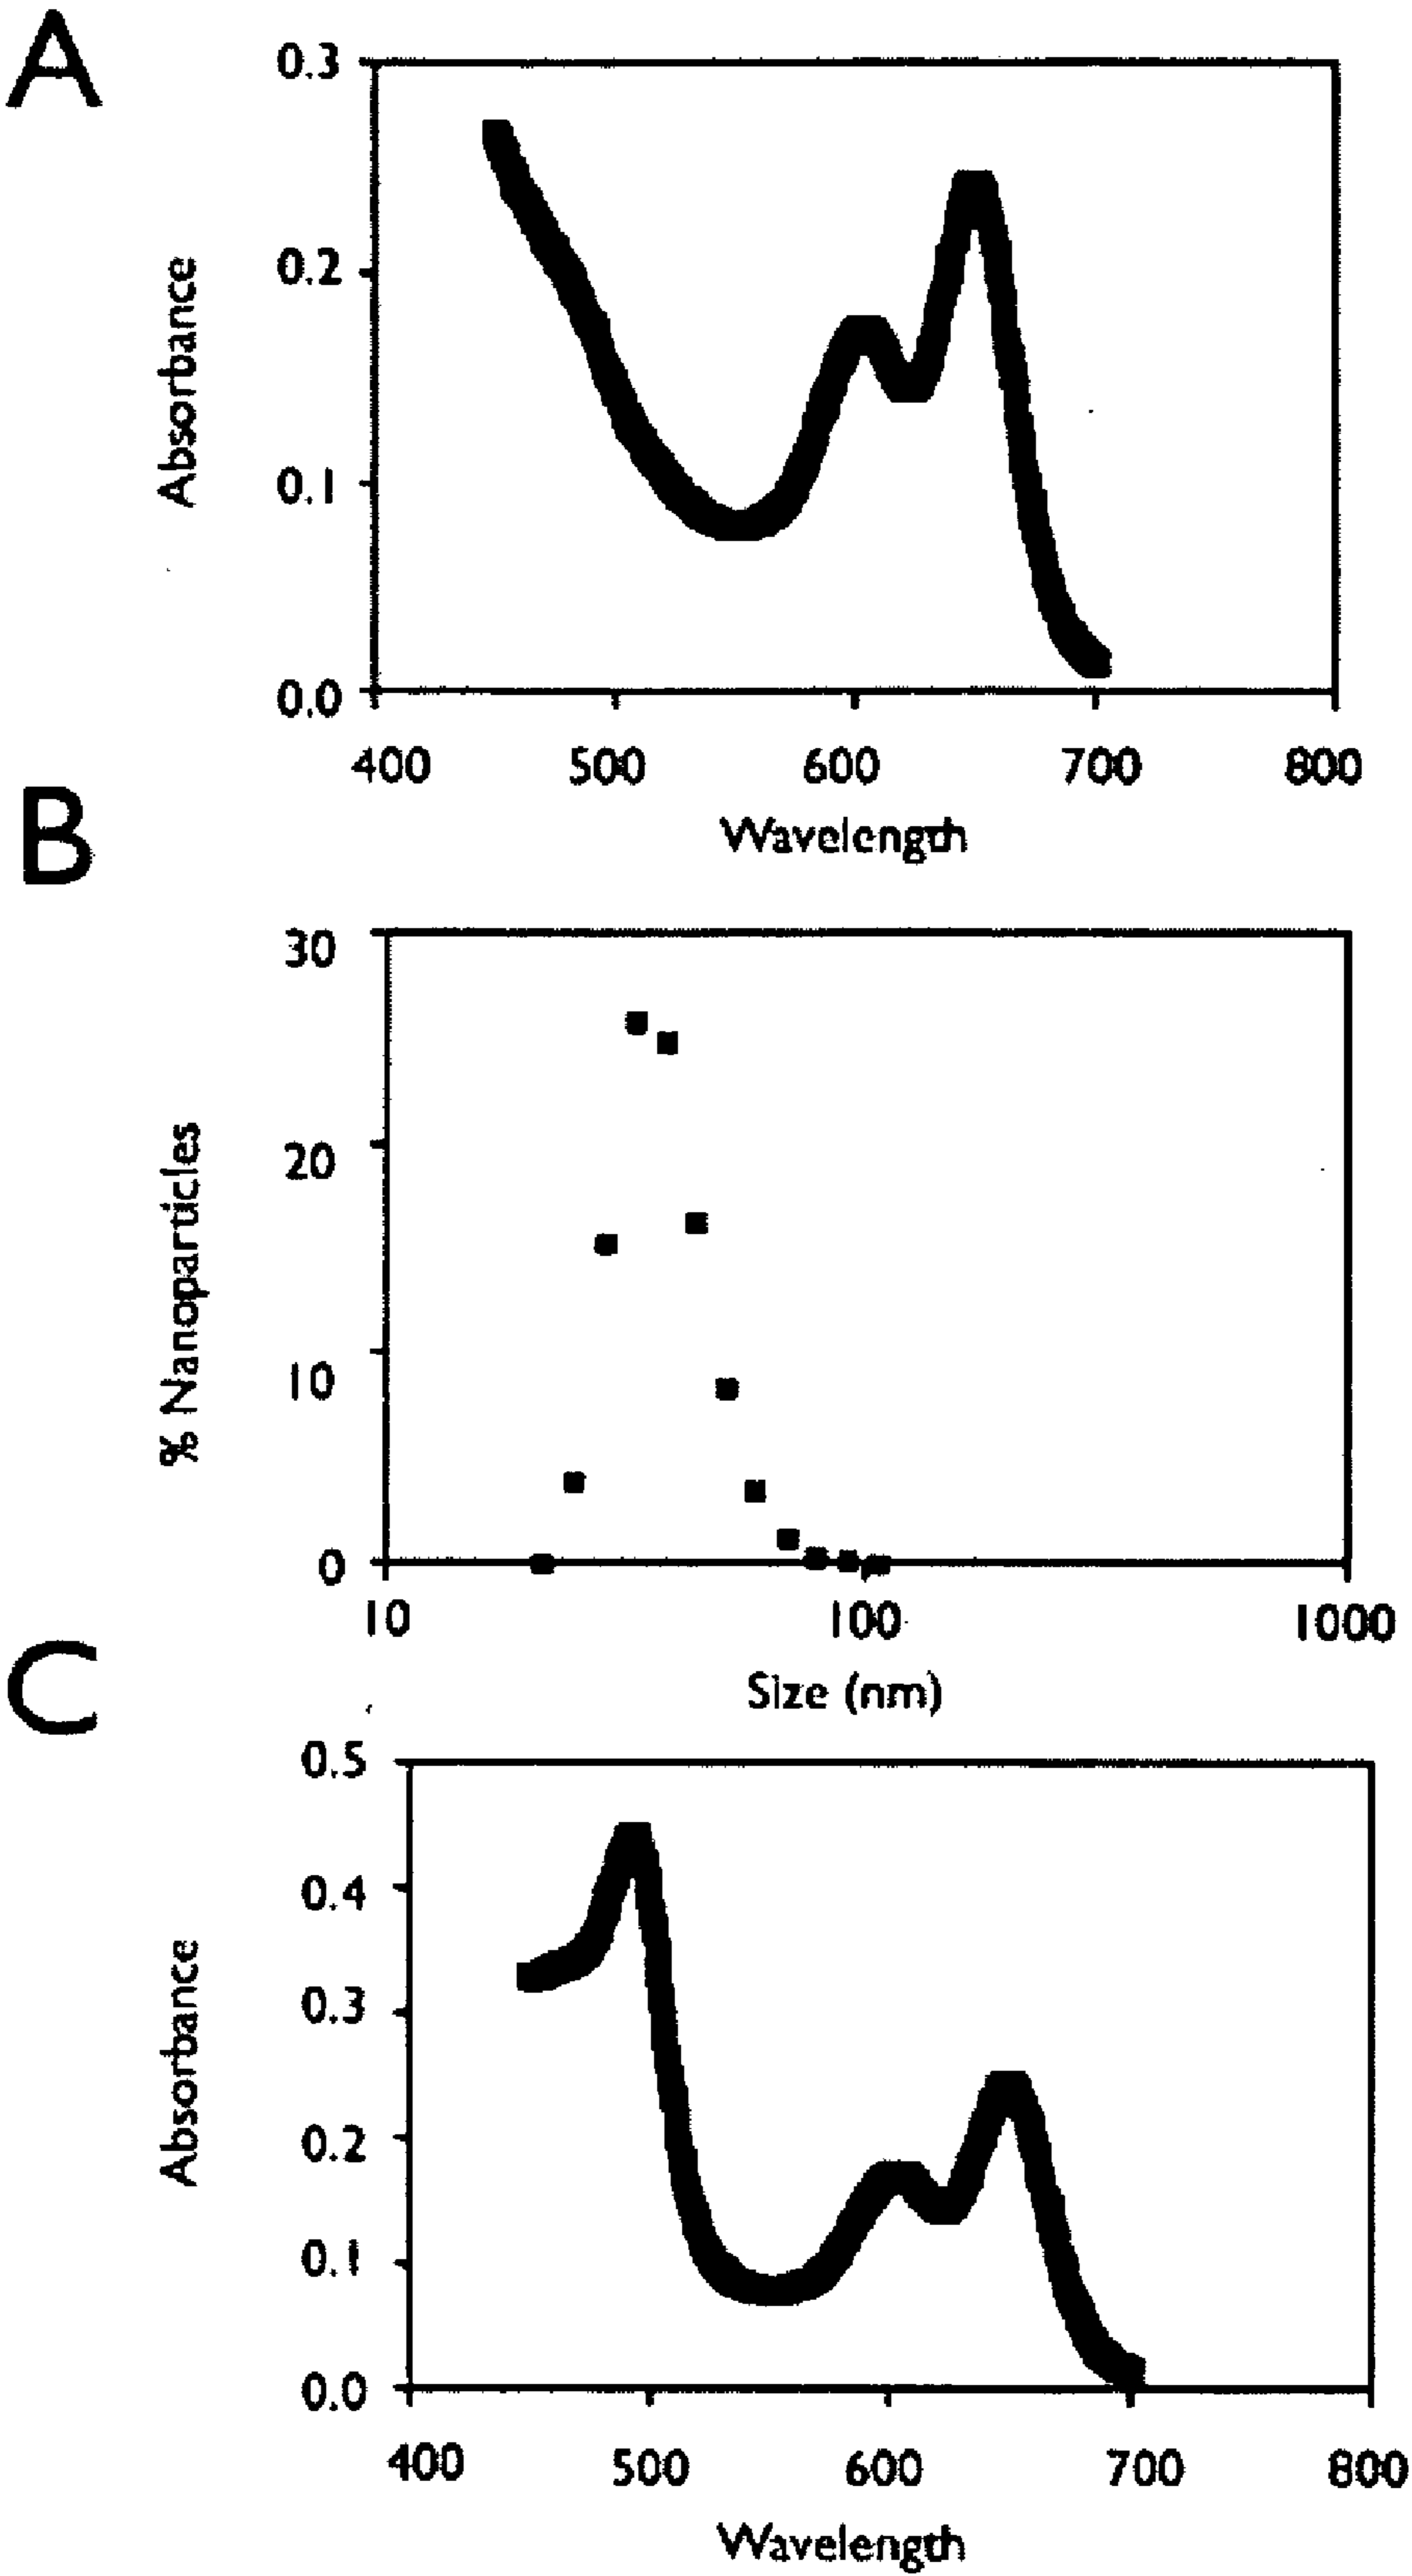 A
0.3
0.2
0.1
0.0
Absorbance
400 500 600 700 800
Wavelength
B
30
20
10
0
% Nanoparticles
10 100 1000
Size (nm)
C
0.5
0.4
0.3
0.2
0.1
0.0
Absorbance
400 500 600 700 800
Wavelength